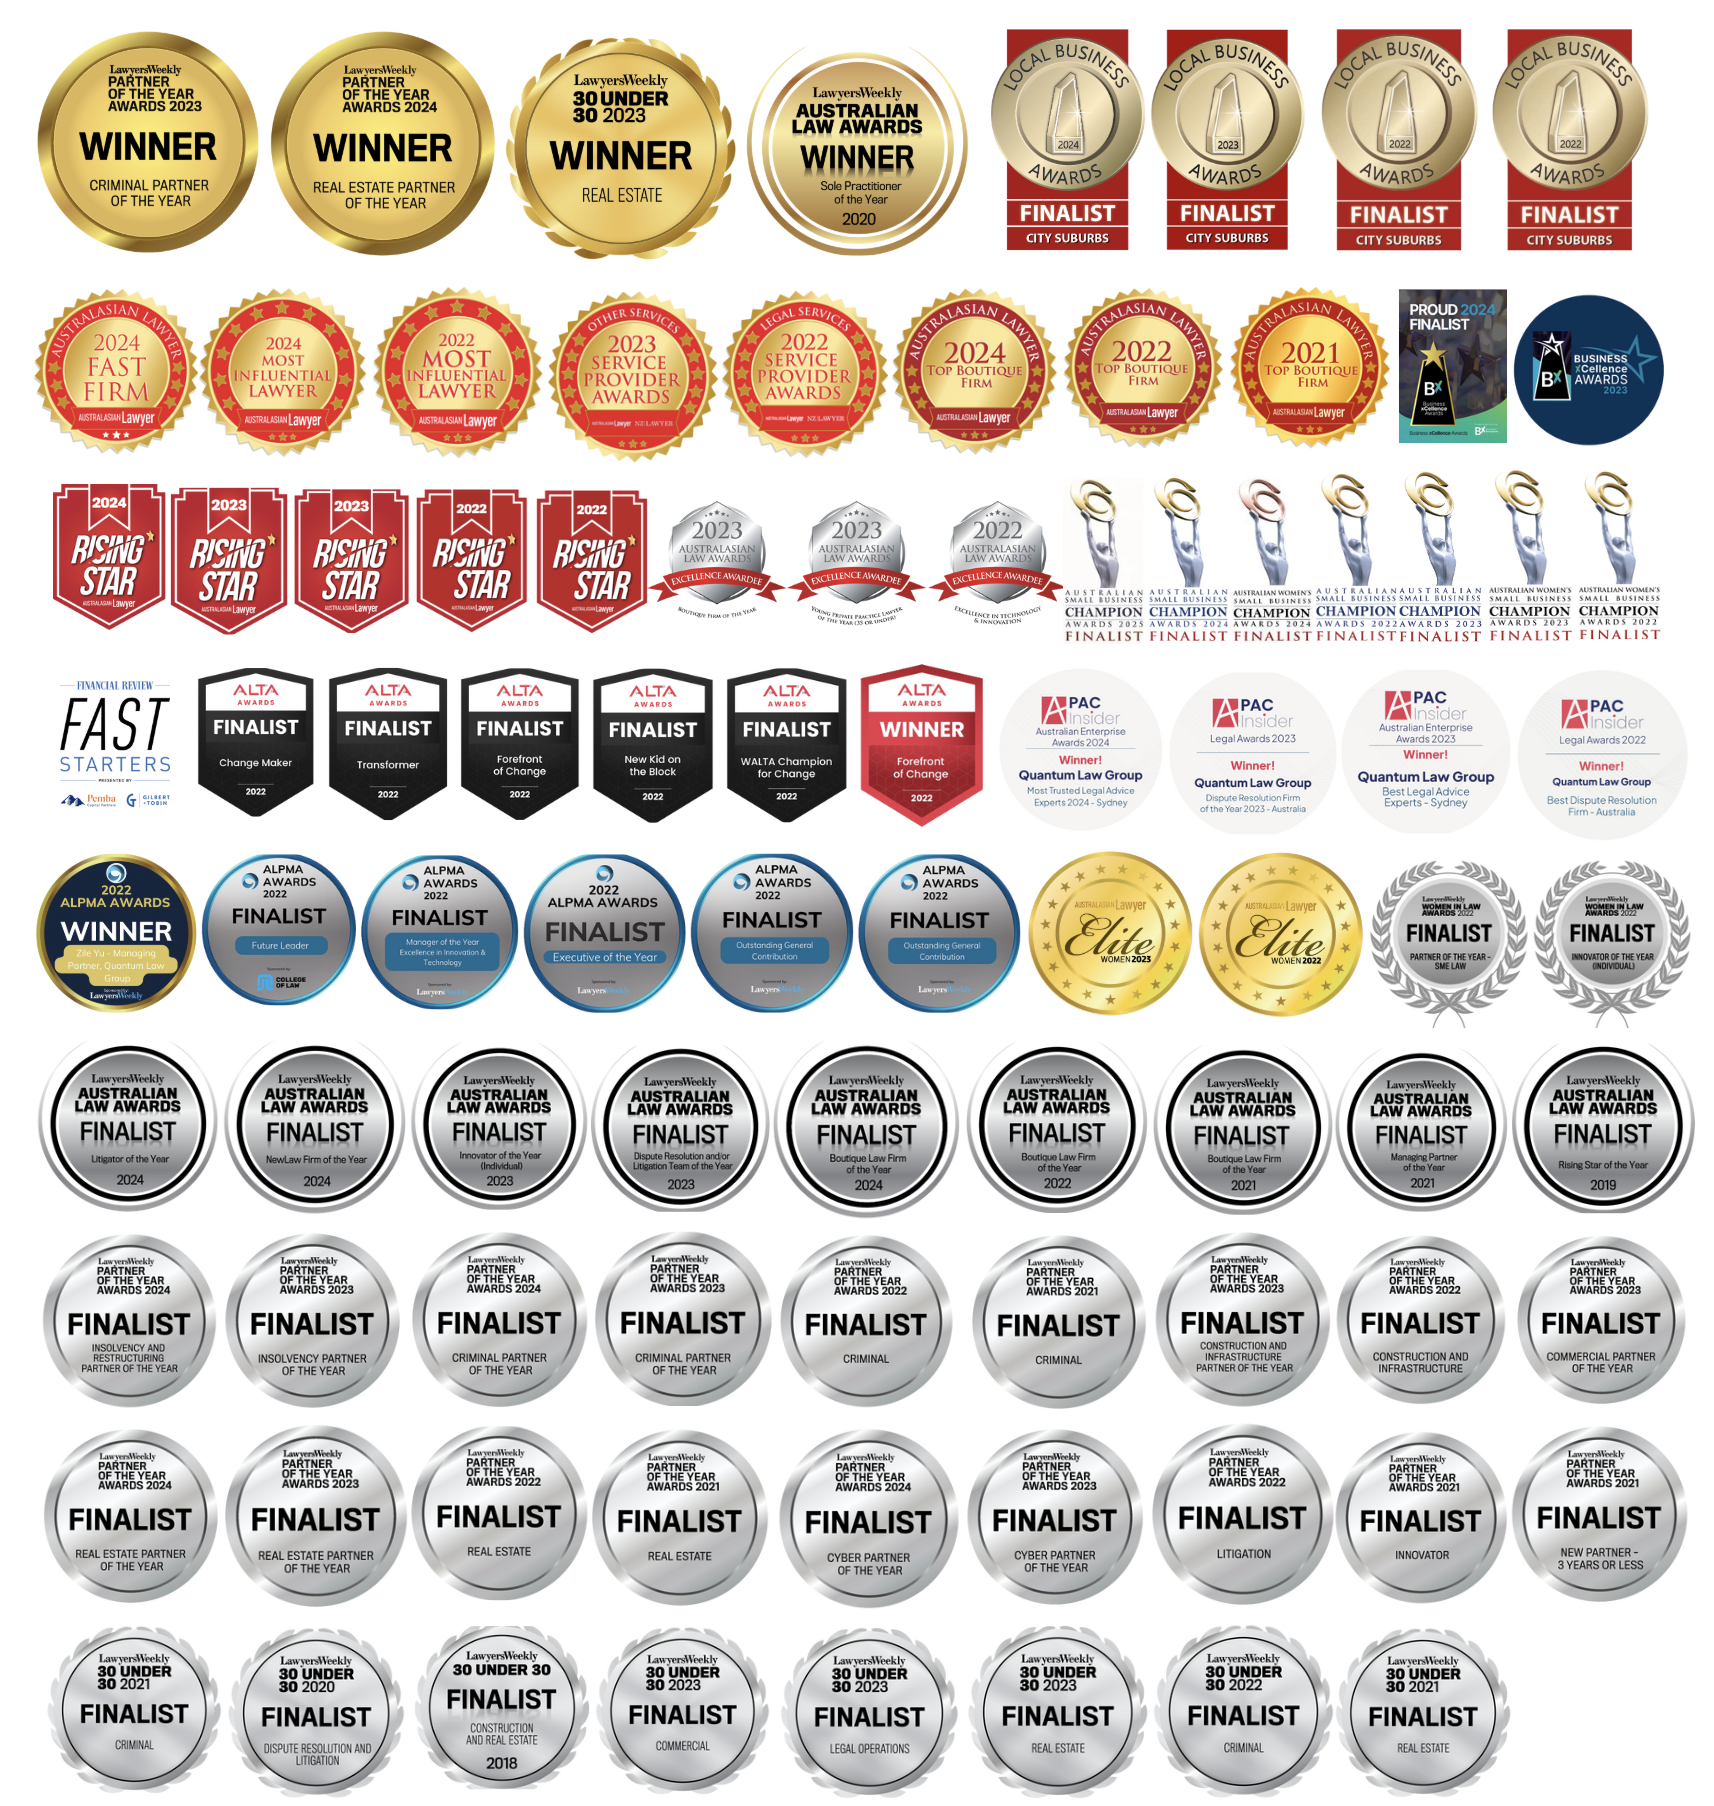 LawyersWeekly
PARTNER
OF THE YEAR
AWARDS 2023
WINNER
CRIMINAL PARTNER
OF THE YEAR
LawyersWeekly
PARTNER
OF THE YEAR
AWARDS 2024
WINNER
REAL ESTATE PARTNER
OF THE YEAR
LawyersWeekly
30 UNDER
30 2023
WINNER
REAL ESTATE
LawyersWeekly
AUSTRALIAN
LAW AWARDS
WINNER
Sole Practitioner
of the Year
2020
LOCAL BUSINESS
2024
AWARDS
FINALIST
CITY SUBURBS
LOCAL BUSINESS
2023
AWARDS
FINALIST
CITY SUBURBS
LOCAL BUSINESS
2022
AWARDS
FINALIST
CITY SUBURBS
LOCAL BUSINESS
2022
AWARDS
FINALIST
CITY SUBURBS
AUSTRALASIAN LAWYER
2024
FAST
FIRM
AUSTRALASIAN Lawyer
2024
MOST
INFLUENTIAL
LAWYER
AUSTRALASIAN Lawyer
2022
MOST
INFLUENTIAL
LAWYER
AUSTRALASIAN Lawyer
OTHER SERVICES
2023
SERVICE
PROVIDER
AWARDS
AUSTRALASIAN Lawyer NZ LAWYER
LEGAL SERVICES
2022
SERVICE
PROVIDER
AWARDS
AUSTRALASIAN Lawyer NZ LAWYER
AUSTRALASIAN LAWYER
2024
TOP BOUTIQUE
FIRM
AUSTRALASIAN Lawyer
AUSTRALASIAN LAWYER
2022
TOP BOUTIQUE
FIRM
AUSTRALASIAN Lawyer
AUSTRALASIAN LAWYER
2021
TOP BOUTIQUE
FIRM
AUSTRALASIAN Lawyer
PROUD 2024
FINALIST
Bx
Business
xCellence
Awards
Business xCellence Awards
Bx
Bx
BUSINESS
xCellence
AWARDS
2023
2024
RISING
STAR
AUSTRALASIAN Lawyer
2023
RISING
STAR
AUSTRALASIAN Lawyer
2023
RISING
STAR
AUSTRALASIAN Lawyer
2022
RISING
STAR
AUSTRALASIAN Lawyer
2022
RISING
STAR
AUSTRALASIAN Lawyer
2023
AUSTRALASIAN
LAW AWARDS
EXCELLENCE AWARDEE
BOUTIQUE FIRM OF THE YEAR
2023
AUSTRALASIAN
LAW AWARDS
EXCELLENCE AWARDEE
YOUNG PRIVATE PRACTICE LAWYER
OF THE YEAR (35 OR UNDER)
2022
AUSTRALASIAN
LAW AWARDS
EXCELLENCE AWARDEE
EXCELLENCE IN TECHNOLOGY
& INNOVATION
AUSTRALIAN
SMALL BUSINESS
CHAMPION
AWARDS 2025
FINALIST
AUSTRALIAN
SMALL BUSINESS
CHAMPION
AWARDS 2024
FINALIST
AUSTRALIAN WOMEN'S
SMALL BUSINESS
CHAMPION
AWARDS 2024
FINALIST
AUSTRALIAN
SMALL BUSINESS
CHAMPION
AWARDS 2022
FINALIST
AUSTRALIAN
SMALL BUSINESS
CHAMPION
AWARDS 2023
FINALIST
AUSTRALIAN WOMEN'S
SMALL BUSINESS
CHAMPION
AWARDS 2023
FINALIST
AUSTRALIAN WOMEN'S
SMALL BUSINESS
CHAMPION
AWARDS 2022
FINALIST
FINANCIAL REVIEW
FAST
STARTERS
PRESENTED BY
Pemba
Capital Partners
GILBERT
+TOBIN
ALTA
AWARDS
FINALIST
Change Maker
2022
ALTA
AWARDS
FINALIST
Transformer
2022
ALTA
AWARDS
FINALIST
Forefront
of Change
2022
ALTA
AWARDS
FINALIST
New Kid on
the Block
2022
ALTA
AWARDS
FINALIST
WALTA Champion
for Change
2022
ALTA
AWARDS
WINNER
Forefront
of Change
2022
APAC
Insider
Australian Enterprise
Awards 2024
Winner!
Quantum Law Group
Most Trusted Legal Advice
Experts 2024 - Sydney
APAC
Insider
Legal Awards 2023
Winner!
Quantum Law Group
Dispute Resolution Firm
of the Year 2023 - Australia
APAC
Insider
Australian Enterprise
Awards 2023
Winner!
Quantum Law Group
Best Legal Advice
Experts - Sydney
APAC
Insider
Legal Awards 2022
Winner!
Quantum Law Group
Best Dispute Resolution
Firm - Australia
2022
ALPMA AWARDS
WINNER
Zile Yu - Managing
Partner, Quantum Law
Group
Sponsored by
LawyersWeekly
ALPMA
AWARDS
2022
FINALIST
Future Leader
Sponsored by
COLLEGE
OF LAW
ALPMA
AWARDS
2022
FINALIST
Manager of the Year
Excellence in Innovation &
Technology
Sponsored by
LawyersWeekly
2022
ALPMA AWARDS
FINALIST
Executive of the Year
Sponsored by
LawyersWeekly
ALPMA
AWARDS
2022
FINALIST
Outstanding General
Contribution
Sponsored by
LawyersWeekly
ALPMA
AWARDS
2022
FINALIST
Outstanding General
Contribution
Sponsored by
LawyersWeekly
AUSTRALASIAN Lawyer
Elite
WOMEN 2023
AUSTRALASIAN Lawyer
Elite
WOMEN 2022
LawyersWeekly
WOMEN IN LAW
AWARDS 2022
FINALIST
PARTNER OF THE YEAR -
SME LAW
LawyersWeekly
WOMEN IN LAW
AWARDS 2022
FINALIST
INNOVATOR OF THE YEAR
(INDIVIDUAL)
LawyersWeekly
AUSTRALIAN
LAW AWARDS
FINALIST
Litigator of the Year
2024
LawyersWeekly
AUSTRALIAN
LAW AWARDS
FINALIST
NewLaw Firm of the Year
2024
LawyersWeekly
AUSTRALIAN
LAW AWARDS
FINALIST
Innovator of the Year
(Individual)
2023
LawyersWeekly
AUSTRALIAN
LAW AWARDS
FINALIST
Dispute Resolution and/or
Litigation Team of the Year
2023
LawyersWeekly
AUSTRALIAN
LAW AWARDS
FINALIST
Boutique Law Firm
of the Year
2024
LawyersWeekly
AUSTRALIAN
LAW AWARDS
FINALIST
Boutique Law Firm
of the Year
2022
LawyersWeekly
AUSTRALIAN
LAW AWARDS
FINALIST
Boutique Law Firm
of the Year
2021
LawyersWeekly
AUSTRALIAN
LAW AWARDS
FINALIST
Managing Partner
of the Year
2021
LawyersWeekly
AUSTRALIAN
LAW AWARDS
FINALIST
Rising Star of the Year
2019
LawyersWeekly
PARTNER
OF THE YEAR
AWARDS 2024
FINALIST
INSOLVENCY AND
RESTRUCTURING
PARTNER OF THE YEAR
LawyersWeekly
PARTNER
OF THE YEAR
AWARDS 2023
FINALIST
INSOLVENCY PARTNER
OF THE YEAR
LawyersWeekly
PARTNER
OF THE YEAR
AWARDS 2024
FINALIST
CRIMINAL PARTNER
OF THE YEAR
LawyersWeekly
PARTNER
OF THE YEAR
AWARDS 2023
FINALIST
CRIMINAL PARTNER
OF THE YEAR
LawyersWeekly
PARTNER
OF THE YEAR
AWARDS 2022
FINALIST
CRIMINAL
LawyersWeekly
PARTNER
OF THE YEAR
AWARDS 2021
FINALIST
CRIMINAL
LawyersWeekly
PARTNER
OF THE YEAR
AWARDS 2023
FINALIST
CONSTRUCTION AND
INFRASTRUCTURE
PARTNER OF THE YEAR
LawyersWeekly
PARTNER
OF THE YEAR
AWARDS 2022
FINALIST
CONSTRUCTION AND
INFRASTRUCTURE
LawyersWeekly
PARTNER
OF THE YEAR
AWARDS 2023
FINALIST
COMMERCIAL PARTNER
OF THE YEAR
LawyersWeekly
PARTNER
OF THE YEAR
AWARDS 2024
FINALIST
REAL ESTATE PARTNER
OF THE YEAR
LawyersWeekly
PARTNER
OF THE YEAR
AWARDS 2023
FINALIST
REAL ESTATE PARTNER
OF THE YEAR
LawyersWeekly
PARTNER
OF THE YEAR
AWARDS 2022
FINALIST
REAL ESTATE
LawyersWeekly
PARTNER
OF THE YEAR
AWARDS 2021
FINALIST
REAL ESTATE
LawyersWeekly
PARTNER
OF THE YEAR
AWARDS 2024
FINALIST
CYBER PARTNER
OF THE YEAR
LawyersWeekly
PARTNER
OF THE YEAR
AWARDS 2023
FINALIST
CYBER PARTNER
OF THE YEAR
LawyersWeekly
PARTNER
OF THE YEAR
AWARDS 2022
FINALIST
LITIGATION
LawyersWeekly
PARTNER
OF THE YEAR
AWARDS 2021
FINALIST
INNOVATOR
LawyersWeekly
PARTNER
OF THE YEAR
AWARDS 2021
FINALIST
NEW PARTNER -
3 YEARS OR LESS
LawyersWeekly
30 UNDER
30 2021
FINALIST
CRIMINAL
LawyersWeekly
30 UNDER
30 2020
FINALIST
DISPUTE RESOLUTION AND
LITIGATION
LawyersWeekly
30 UNDER 30
FINALIST
CONSTRUCTION
AND REAL ESTATE
2018
LawyersWeekly
30 UNDER
30 2023
FINALIST
COMMERCIAL
LawyersWeekly
30 UNDER
30 2023
FINALIST
LEGAL OPERATIONS
LawyersWeekly
30 UNDER
30 2023
FINALIST
REAL ESTATE
LawyersWeekly
30 UNDER
30 2022
FINALIST
CRIMINAL
LawyersWeekly
30 UNDER
30 2021
FINALIST
REAL ESTATE